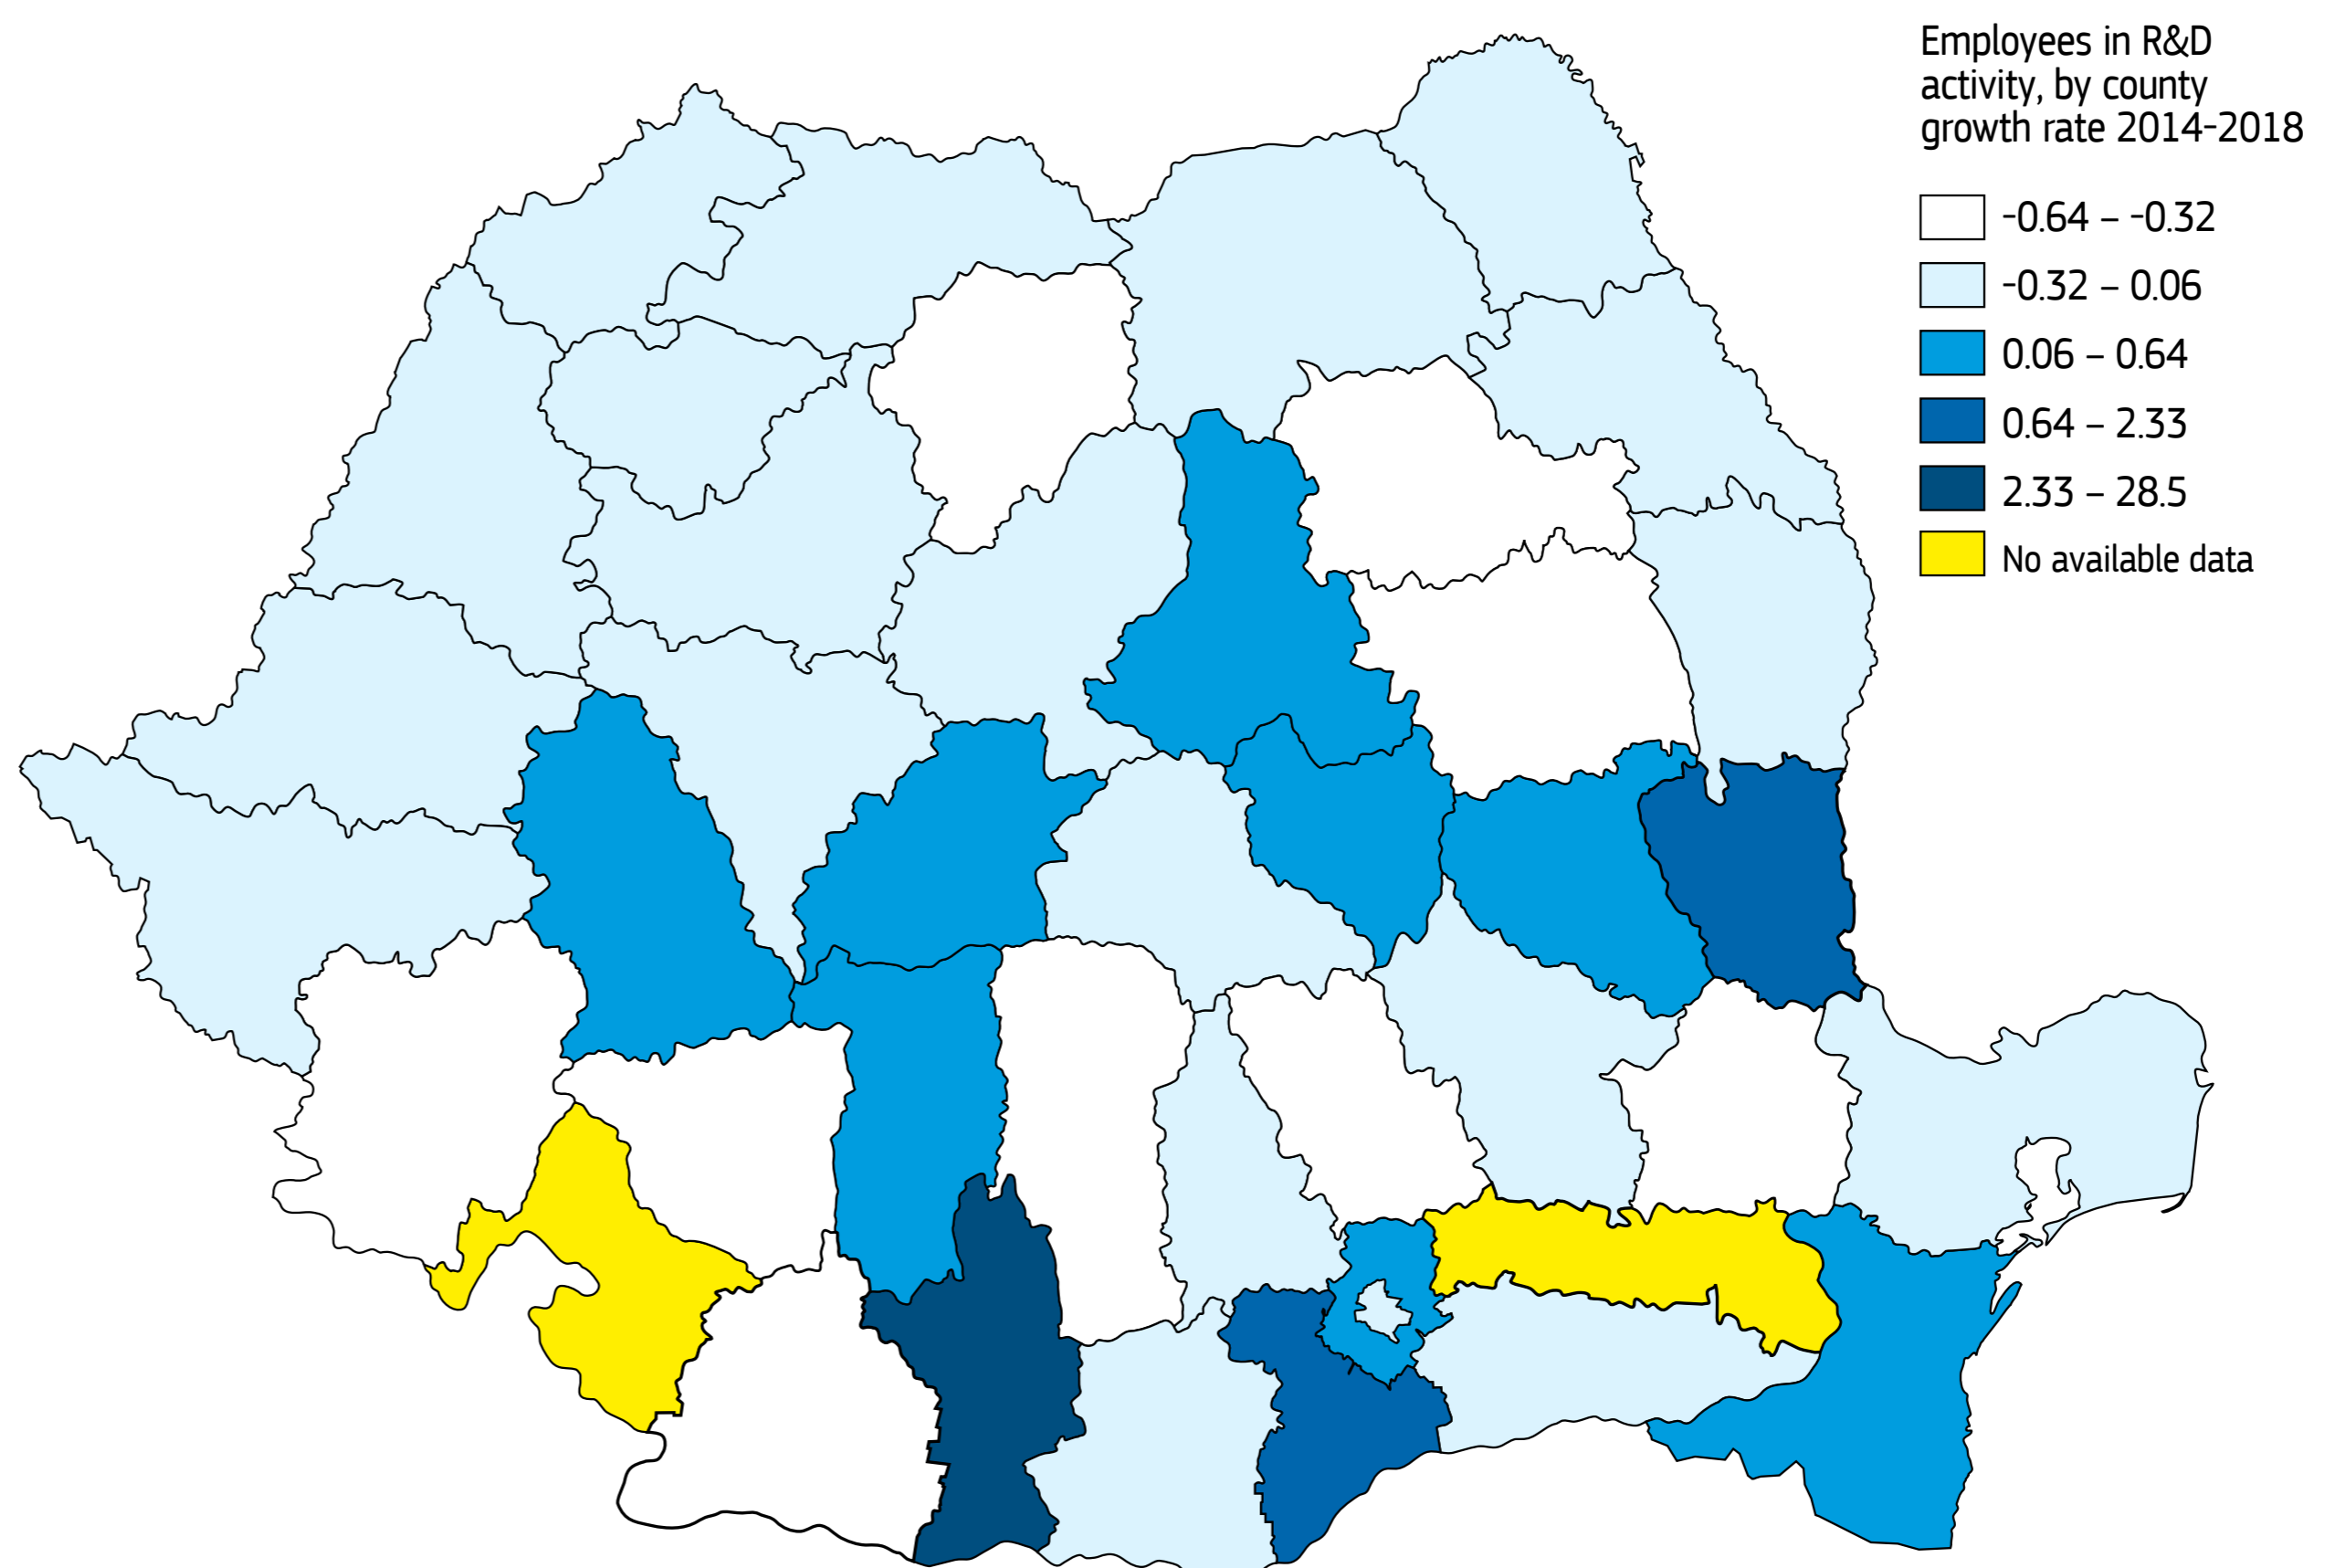 Employees in R&D
activity, by county
growth rate 2014-2018
-0.64 – -0.32
-0.32 – 0.06
0.06 – 0.64
0.64 – 2.33
2.33 – 28.5
No available data